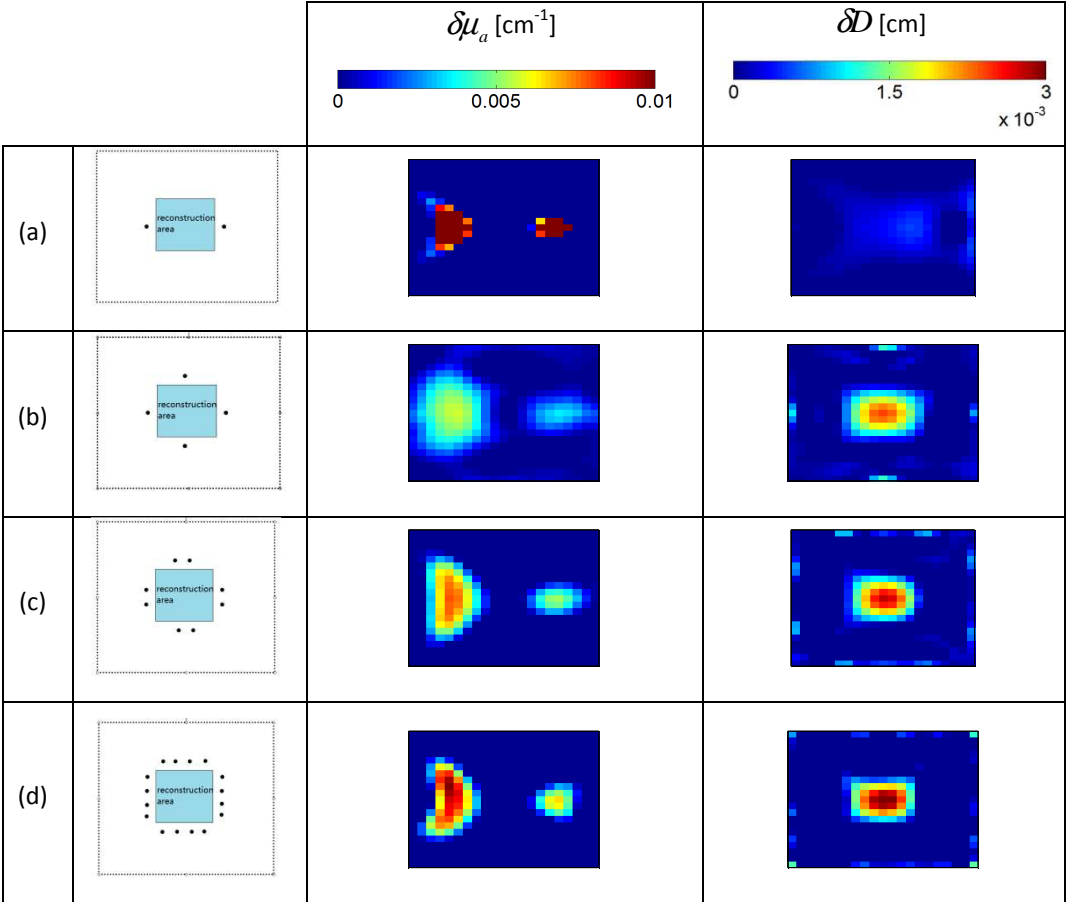 δμₐ [cm⁻¹]
0
0.005
0.01
δD [cm]
0
1.5
3
x 10⁻³
(a)
reconstruction
area
(b)
reconstruction
area
(c)
reconstruction
area
(d)
reconstruction
area